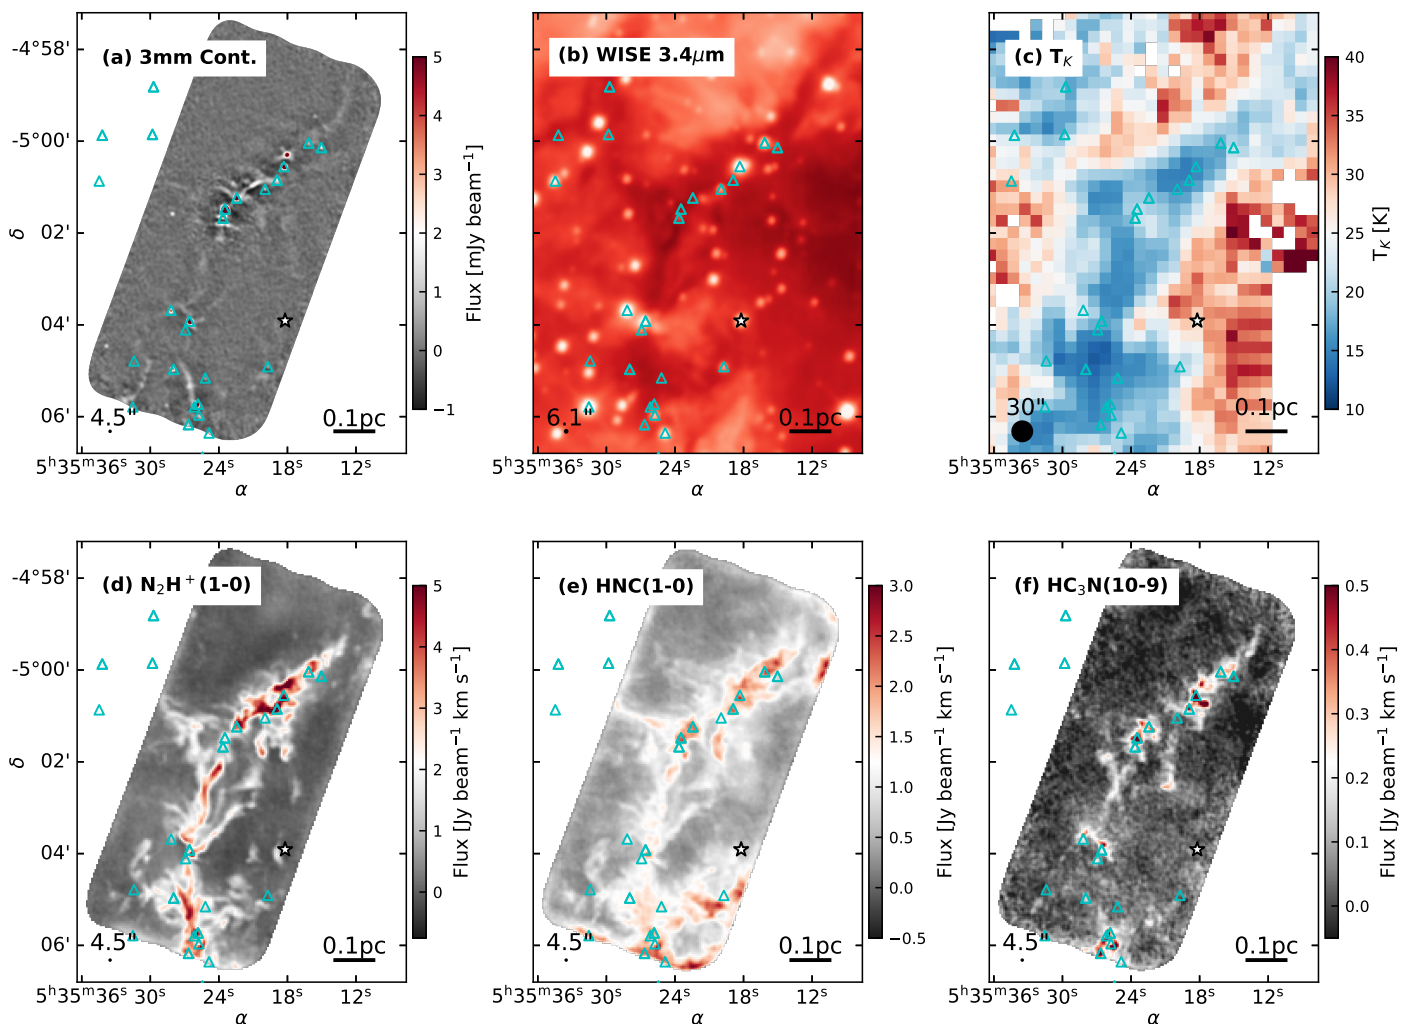 (a) 3mm Cont.
-4°58'
-5°00'
02'
04'
06'
δ
4.5"
0.1pc
5ʰ35ᵐ36ˢ 30ˢ 24ˢ 18ˢ 12ˢ
α
5
4
3
2
1
0
−1
Flux [mJy beam⁻¹]
(b) WISE 3.4μm
6.1"
0.1pc
5ʰ35ᵐ36ˢ 30ˢ 24ˢ 18ˢ 12ˢ
α
(c) T_K
30"
0.1pc
5ʰ35ᵐ36ˢ 30ˢ 24ˢ 18ˢ 12ˢ
α
40
35
30
25
20
15
10
T_K [K]
(d) N₂H⁺(1-0)
-4°58'
-5°00'
02'
04'
06'
δ
4.5"
0.1pc
5ʰ35ᵐ36ˢ 30ˢ 24ˢ 18ˢ 12ˢ
α
5
4
3
2
1
0
Flux [Jy beam⁻¹ km s⁻¹]
(e) HNC(1-0)
4.5"
0.1pc
5ʰ35ᵐ36ˢ 30ˢ 24ˢ 18ˢ 12ˢ
α
3.0
2.5
2.0
1.5
1.0
0.5
0.0
−0.5
Flux [Jy beam⁻¹ km s⁻¹]
(f) HC₃N(10-9)
4.5"
0.1pc
5ʰ35ᵐ36ˢ 30ˢ 24ˢ 18ˢ 12ˢ
α
0.5
0.4
0.3
0.2
0.1
0.0
Flux [Jy beam⁻¹ km s⁻¹]